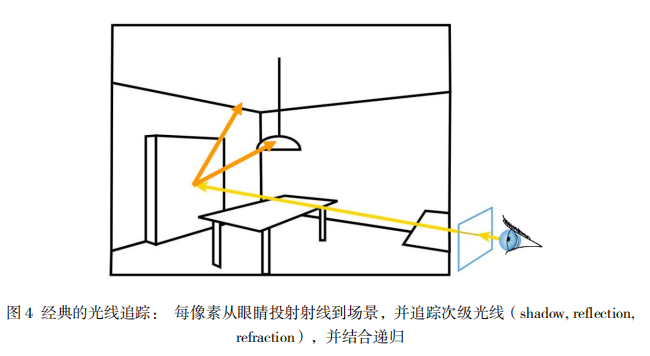 图4 经典的光线追踪： 每像素从眼睛投射射线到场景，并追踪次级光线（shadow, reflection,
refraction），并结合递归